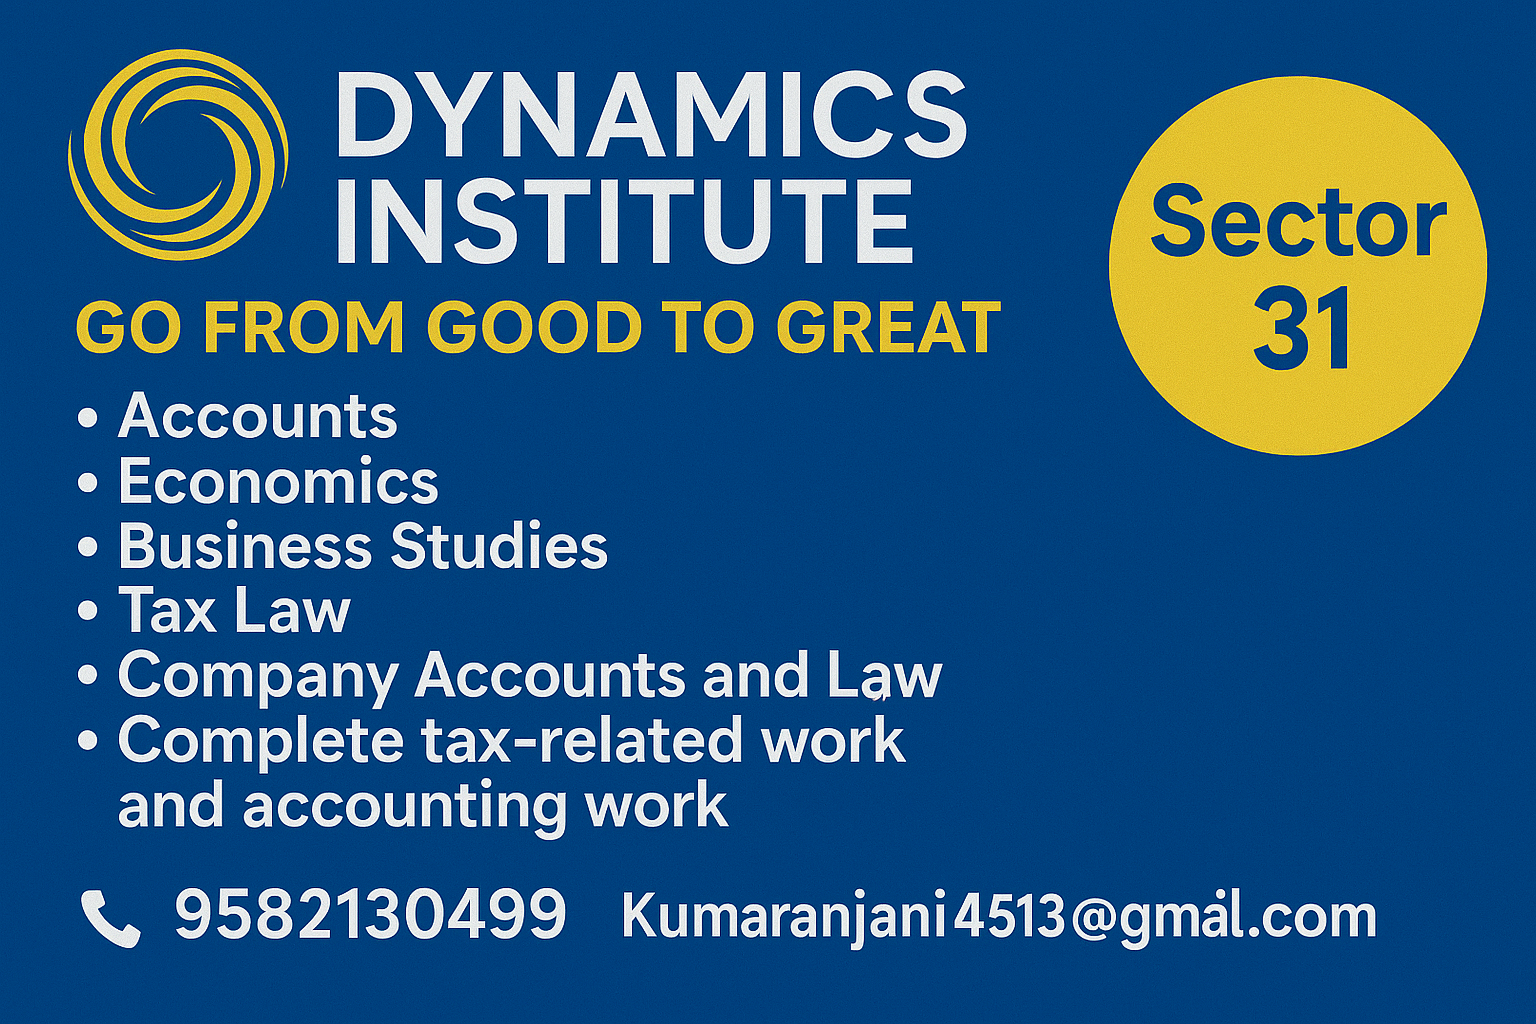 DYNAMICS
INSTITUTE
GO FROM GOOD TO GREAT
Sector
31
• Accounts
• Economics
• Business Studies
• Tax Law
• Company Accounts and Law
• Complete tax-related work
and accounting work
9582130499 Kumaranjani4513@gmail.com